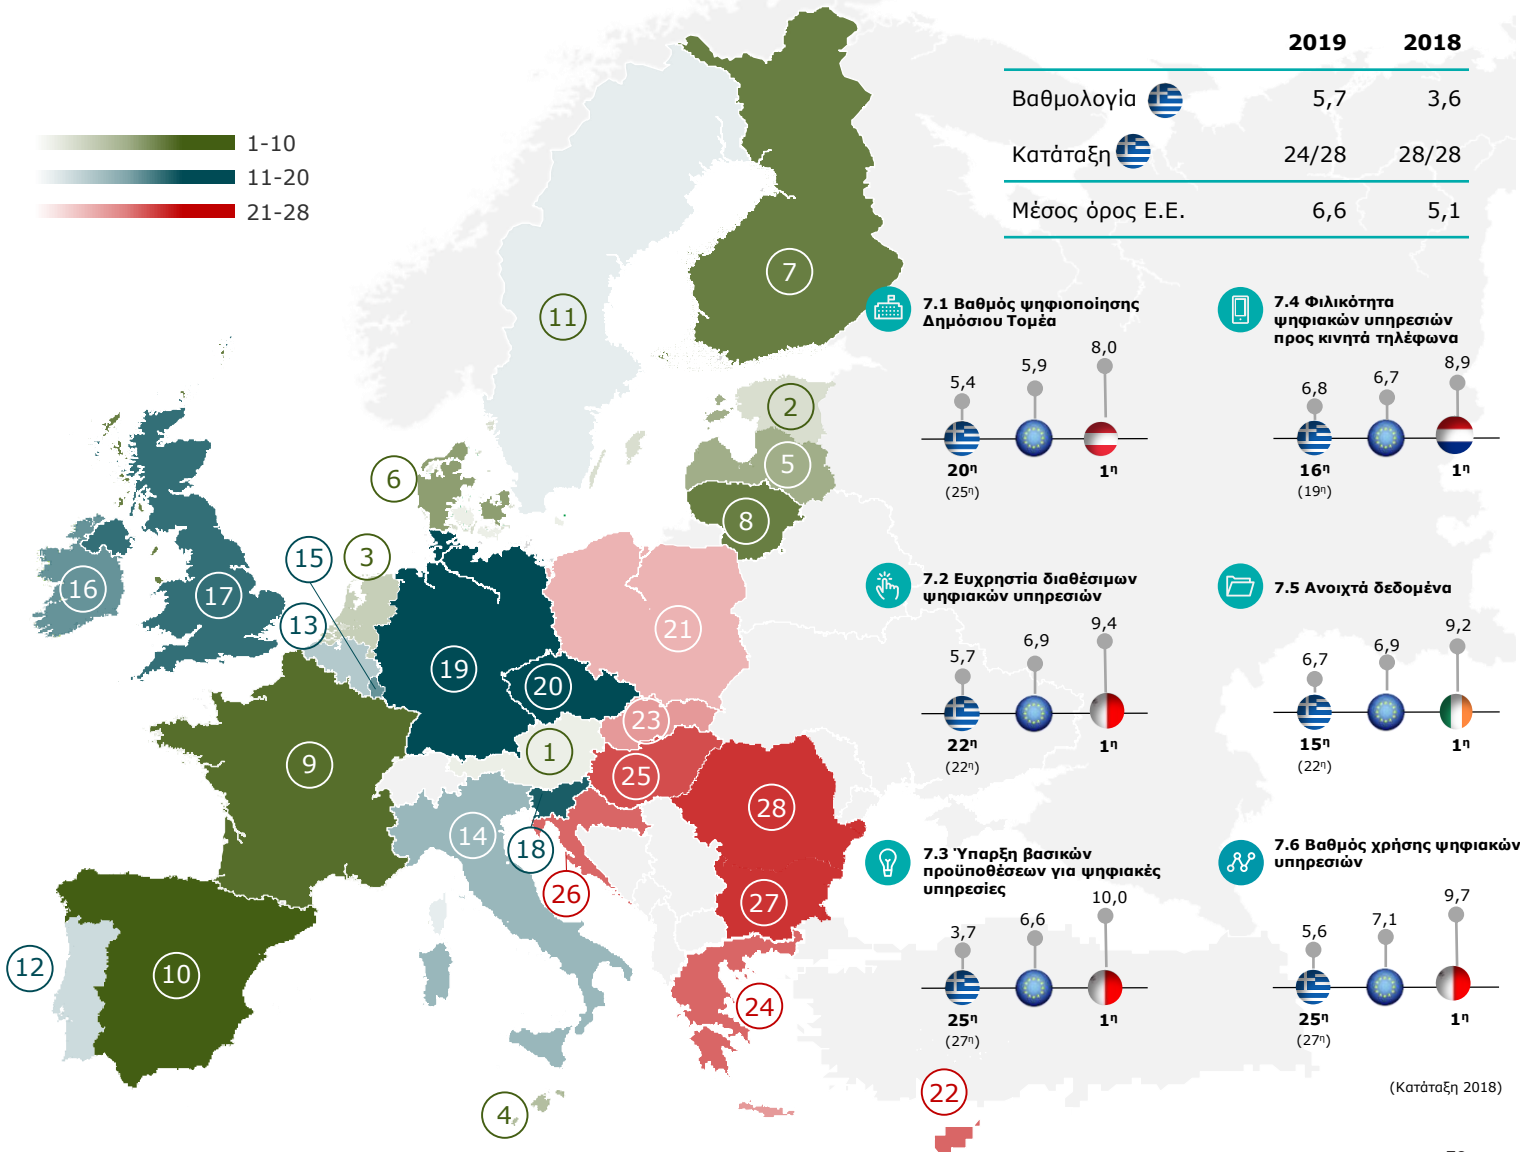 2019 2018
Βαθμολογία 5,7 3,6
Κατάταξη 24/28 28/28
Μέσος όρος Ε.Ε. 6,6 5,1
1-10
11-20
21-28
7
11
2
5
8
6
3
15
16
17
13
19
20
21
23
1
9
25
28
14
18
26
27
12
10
24
4
22
7.1 Βαθμός ψηφιοποίησης
Δημόσιου Τομέα
5,4 5,9 8,0
20η 1η
(25η)
7.4 Φιλικότητα
ψηφιακών υπηρεσιών
προς κινητά τηλέφωνα
6,8 6,7 8,9
16η 1η
(19η)
7.2 Ευχρηστία διαθέσιμων
ψηφιακών υπηρεσιών
5,7 6,9 9,4
22η 1η
(22η)
7.5 Ανοιχτά δεδομένα
6,7 6,9 9,2
15η 1η
(22η)
7.3 Ύπαρξη βασικών
προϋποθέσεων για ψηφιακές
υπηρεσίες
3,7 6,6 10,0
25η 1η
(27η)
7.6 Βαθμός χρήσης ψηφιακών
υπηρεσιών
5,6 7,1 9,7
25η 1η
(27η)
(Κατάταξη 2018)